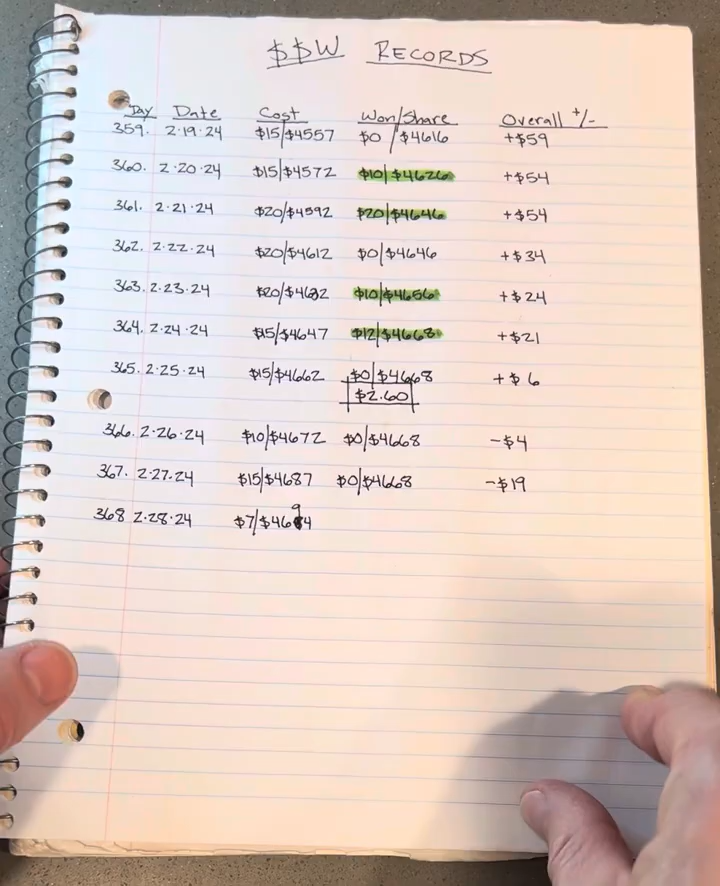 $$W RECORDS
Day Date Cost Won/Share Overall +/-
359. 2·19·24 $15/$4557 $0/$4616 +$59
360. 2·20·24 $15/$4572 $10/$4626 +$54
361. 2·21·24 $20/$4592 $20/$4646 +$54
362. 2·22·24 $20/$4612 $0/$4646 +$34
363. 2·23·24 $20/$4632 $10/$4656 +$24
364. 2·24·24 $15/$4647 $12/$4668 +$21
365. 2·25·24 $15/$4662 $0/$4668 +$6
$2.60
366. 2·26·24 $10/$4672 $0/$4668 -$4
367. 2·27·24 $15/$4687 $0/$4668 -$19
368 2·28·24 $7/$4694